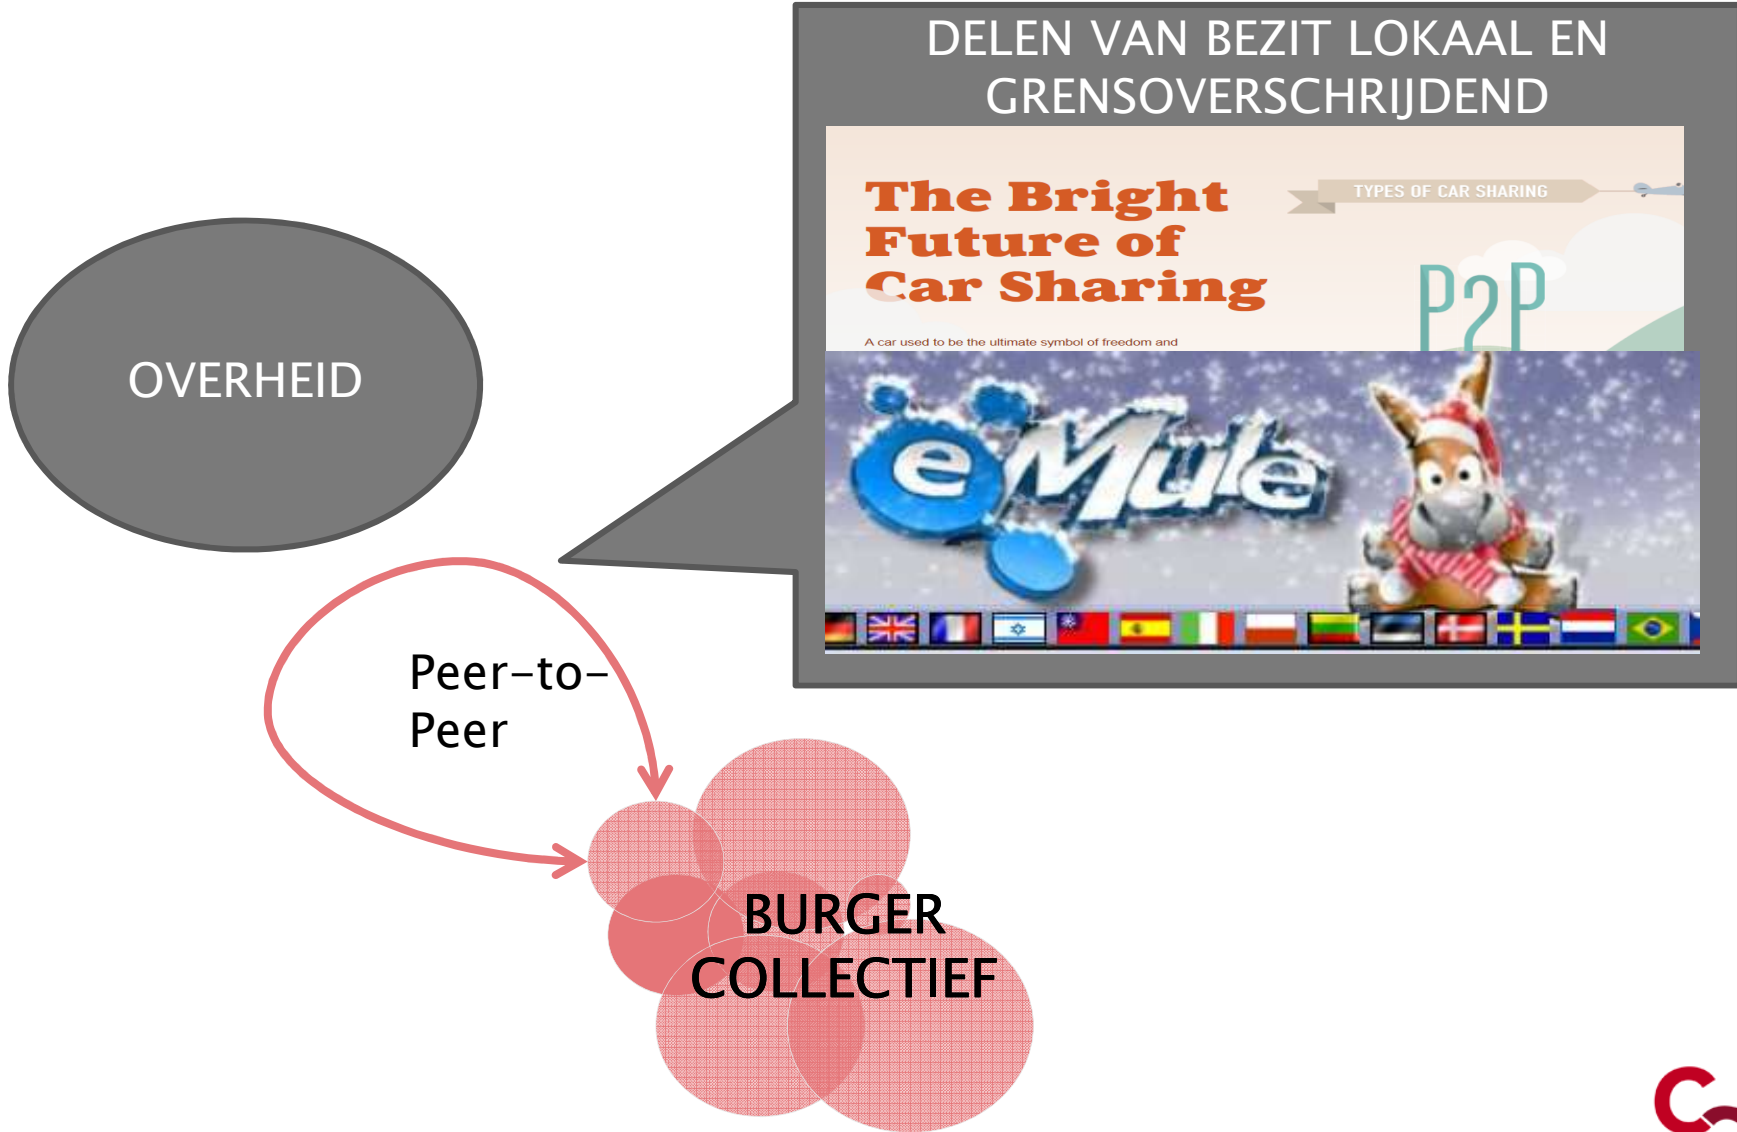 DELEN VAN BEZIT LOKAAL EN
GRENSOVERSCHRIJDEND
The Bright
Future of
Car Sharing
TYPES OF CAR SHARING
P2P
A car used to be the ultimate symbol of freedom and
eMule
OVERHEID
Peer-to-
Peer
BURGER
COLLECTIEF